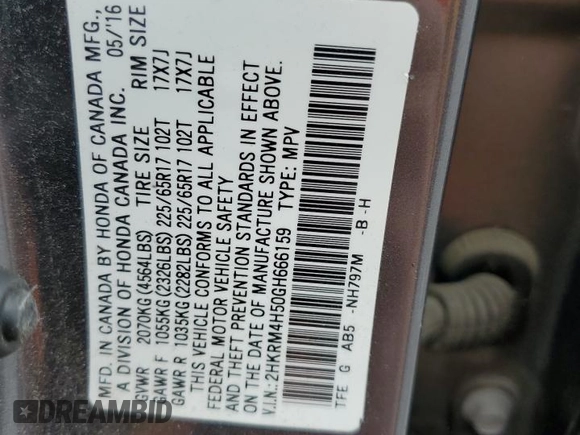 MFD. IN CANADA BY HONDA OF CANADA MFG.,
A DIVISION OF HONDA CANADA INC. 05/'16
GVWR 2070KG(4564LBS) TIRE SIZE RIM SIZE
GAWR F 1055KG(2326LBS) 225/65R17 102T 17X7J
GAWR R 1035KG(2282LBS) 225/65R17 102T 17X7J
THIS VEHICLE CONFORMS TO ALL APPLICABLE
FEDERAL MOTOR VEHICLE SAFETY
AND THEFT PREVENTION STANDARDS IN EFFECT
ON THE DATE OF MANUFACTURE SHOWN ABOVE.
V.I.N.:2HKRM4H50GH666159 TYPE: MPV
TFE G AB5 -NH797M -B -H
DREAMBID